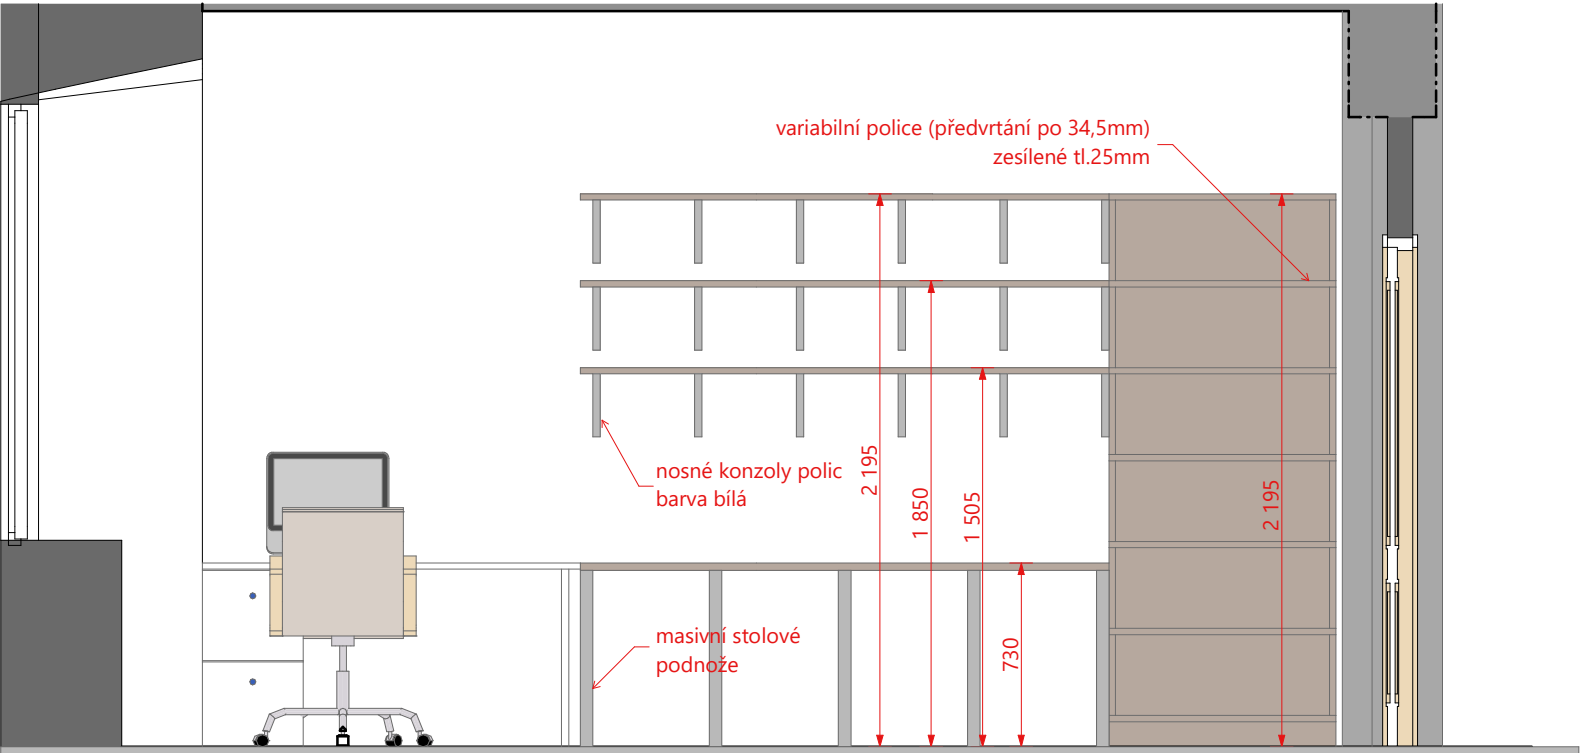 variabilní police (předvrtání po 34,5mm)
zesílené tl.25mm
nosné konzoly polic
barva bílá
2 195
1 850
1 505
2 195
masivní stolové
podnože
730